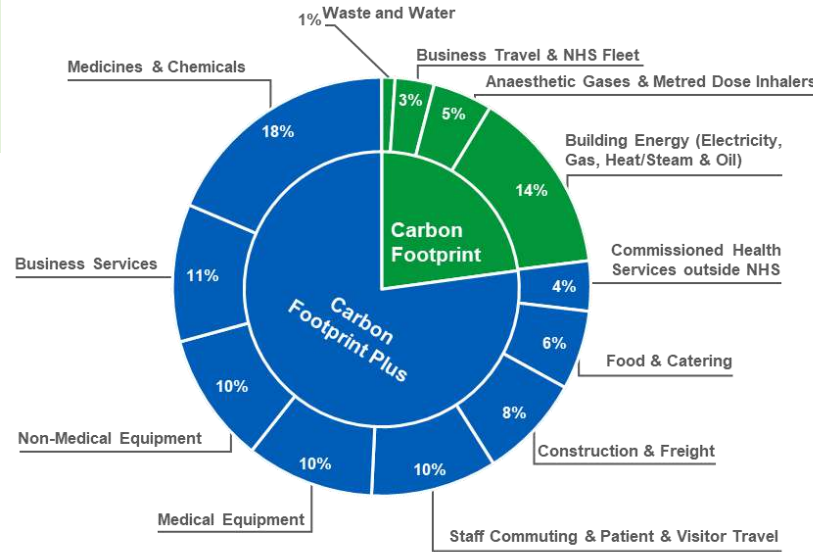 1%
Waste and Water
Business Travel & NHS Fleet
3%
Anaesthetic Gases & Metred Dose Inhalers
5%
Building Energy (Electricity,
Gas, Heat/Steam & Oil)
14%
Commissioned Health
Services outside NHS
4%
Food & Catering
6%
Construction & Freight
8%
Staff Commuting & Patient & Visitor Travel
10%
Medical Equipment
10%
Non-Medical Equipment
10%
Business Services
11%
Medicines & Chemicals
18%
Carbon
Footprint
Carbon
Footprint Plus